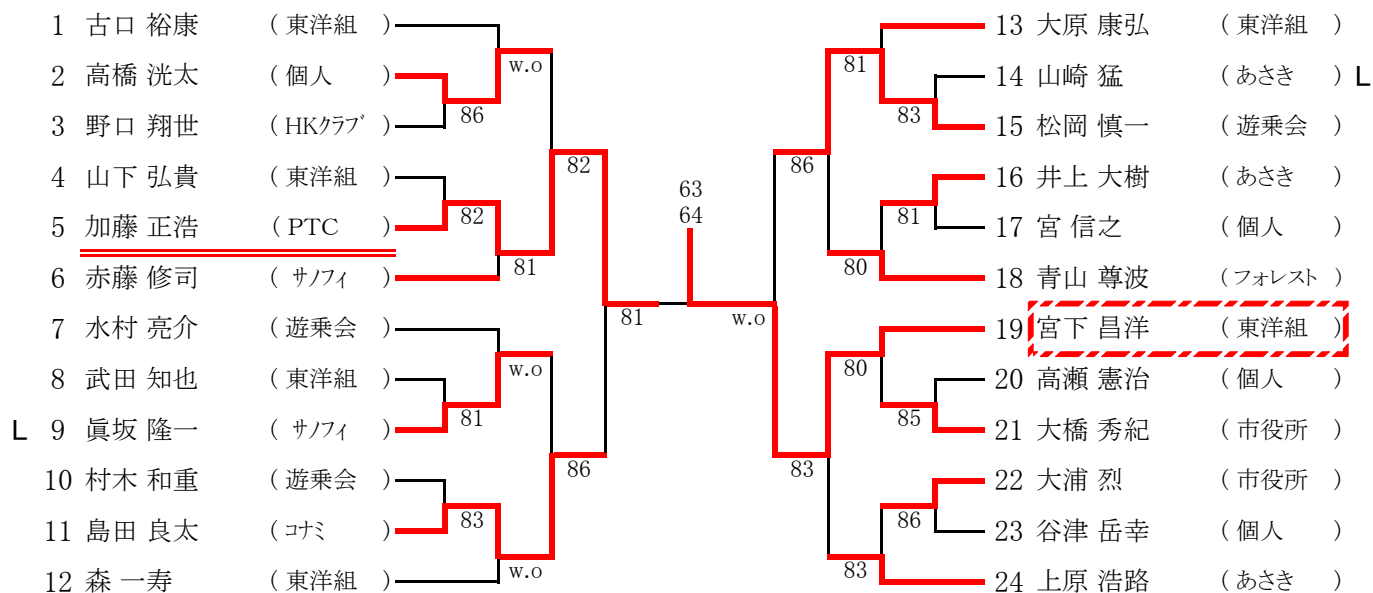 1 古口 裕康 ( 東洋組 )
2 高橋 洸太 ( 個人 )
3 野口 翔世 ( HKクラブ )
4 山下 弘貴 ( 東洋組 )
5 加藤 正浩 ( PTC )
6 赤藤 修司 ( サノフィ )
7 水村 亮介 ( 遊乗会 )
8 武田 知也 ( 東洋組 )
L 9 眞坂 隆一 ( サノフィ )
10 村木 和重 ( 遊乗会 )
11 島田 良太 ( コナミ )
12 森 一寿 ( 東洋組 )
w.o
86
82
82
81
w.o
81
86
83
w.o
81
63
64
w.o
81
83
86
81
80
80
85
83
86
83
13 大原 康弘 ( 東洋組 )
14 山崎 猛 ( あさき ) L
15 松岡 慎一 ( 遊乗会 )
16 井上 大樹 ( あさき )
17 宮 信之 ( 個人 )
18 青山 尊波 ( フォレスト )
19 宮下 昌洋 ( 東洋組 )
20 高瀬 憲治 ( 個人 )
21 大橋 秀紀 ( 市役所 )
22 大浦 烈 ( 市役所 )
23 谷津 岳幸 ( 個人 )
24 上原 浩路 ( あさき )